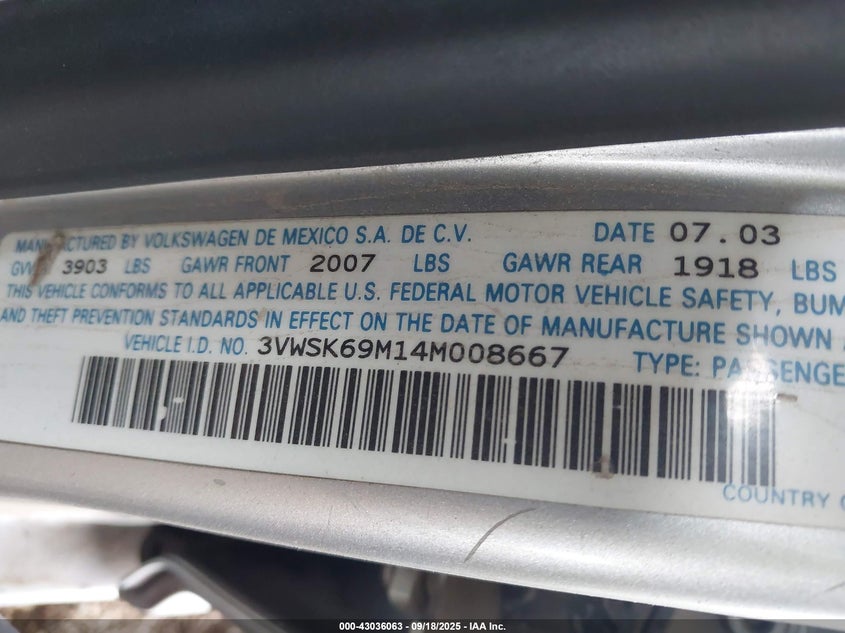 MANUFACTURED BY VOLKSWAGEN DE MEXICO S.A. DE C.V. DATE 07.03
GVWR 3903 LBS GAWR FRONT 2007 LBS GAWR REAR 1918 LBS
THIS VEHICLE CONFORMS TO ALL APPLICABLE U.S. FEDERAL MOTOR VEHICLE SAFETY, BUM
AND THEFT PREVENTION STANDARDS IN EFFECT ON THE DATE OF MANUFACTURE SHOWN
VEHICLE I.D. NO. 3VWSK69M14M008667 TYPE: PASSENGE
COUNTRY
000-43036063 - 09/18/2025 - IAA Inc.